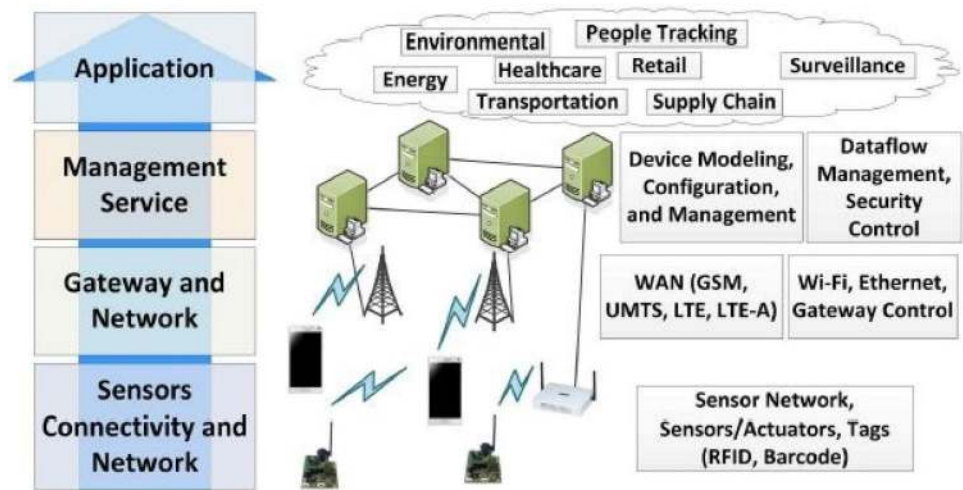 Application
Environmental
People Tracking
Energy
Healthcare
Retail
Surveillance
Transportation
Supply Chain
Management
Service
Device Modeling,
Configuration,
and Management
Dataflow
Management,
Security
Control
Gateway and
Network
WAN (GSM,
UMTS, LTE, LTE-A)
Wi-Fi, Ethernet,
Gateway Control
Sensors
Connectivity and
Network
Sensor Network,
Sensors/Actuators, Tags
(RFID, Barcode)